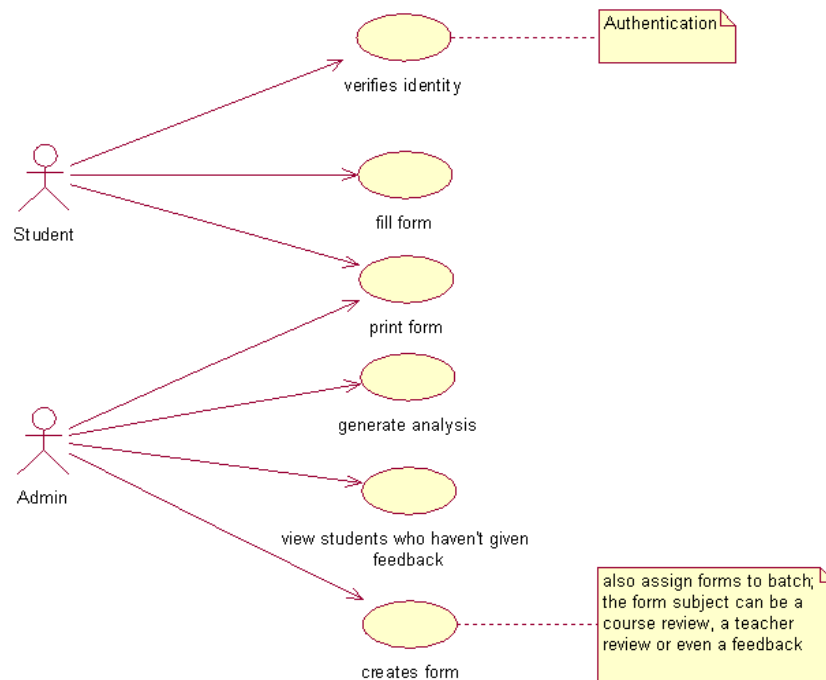 Authentication
verifies identity
Student
fill form
print form
generate analysis
Admin
view students who haven't given
feedback
also assign forms to batch;
the form subject can be a
course review, a teacher
review or even a feedback
creates form